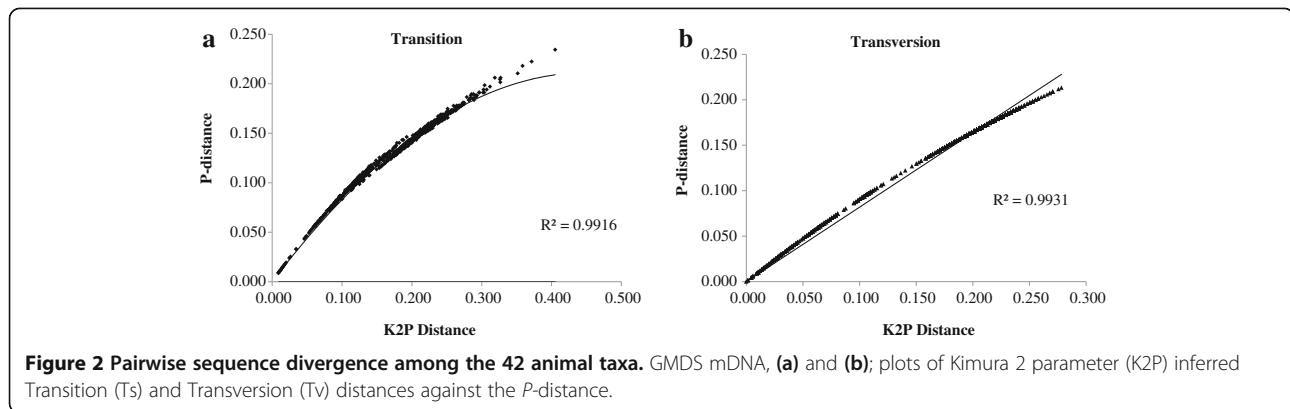 a
Transition
0.250
0.200
0.150
0.100
0.050
0.000
P-distance
R² = 0.9916
0.000 0.100 0.200 0.300 0.400 0.500
K2P Distance
b
Transversion
0.250
0.200
0.150
0.100
0.050
0.000
P-distance
R² = 0.9931
0.000 0.050 0.100 0.150 0.200 0.250 0.300
K2P Distance
Figure 2 Pairwise sequence divergence among the 42 animal taxa. GMDS mDNA, (a) and (b); plots of Kimura 2 parameter (K2P) inferred
Transition (Ts) and Transversion (Tv) distances against the P-distance.